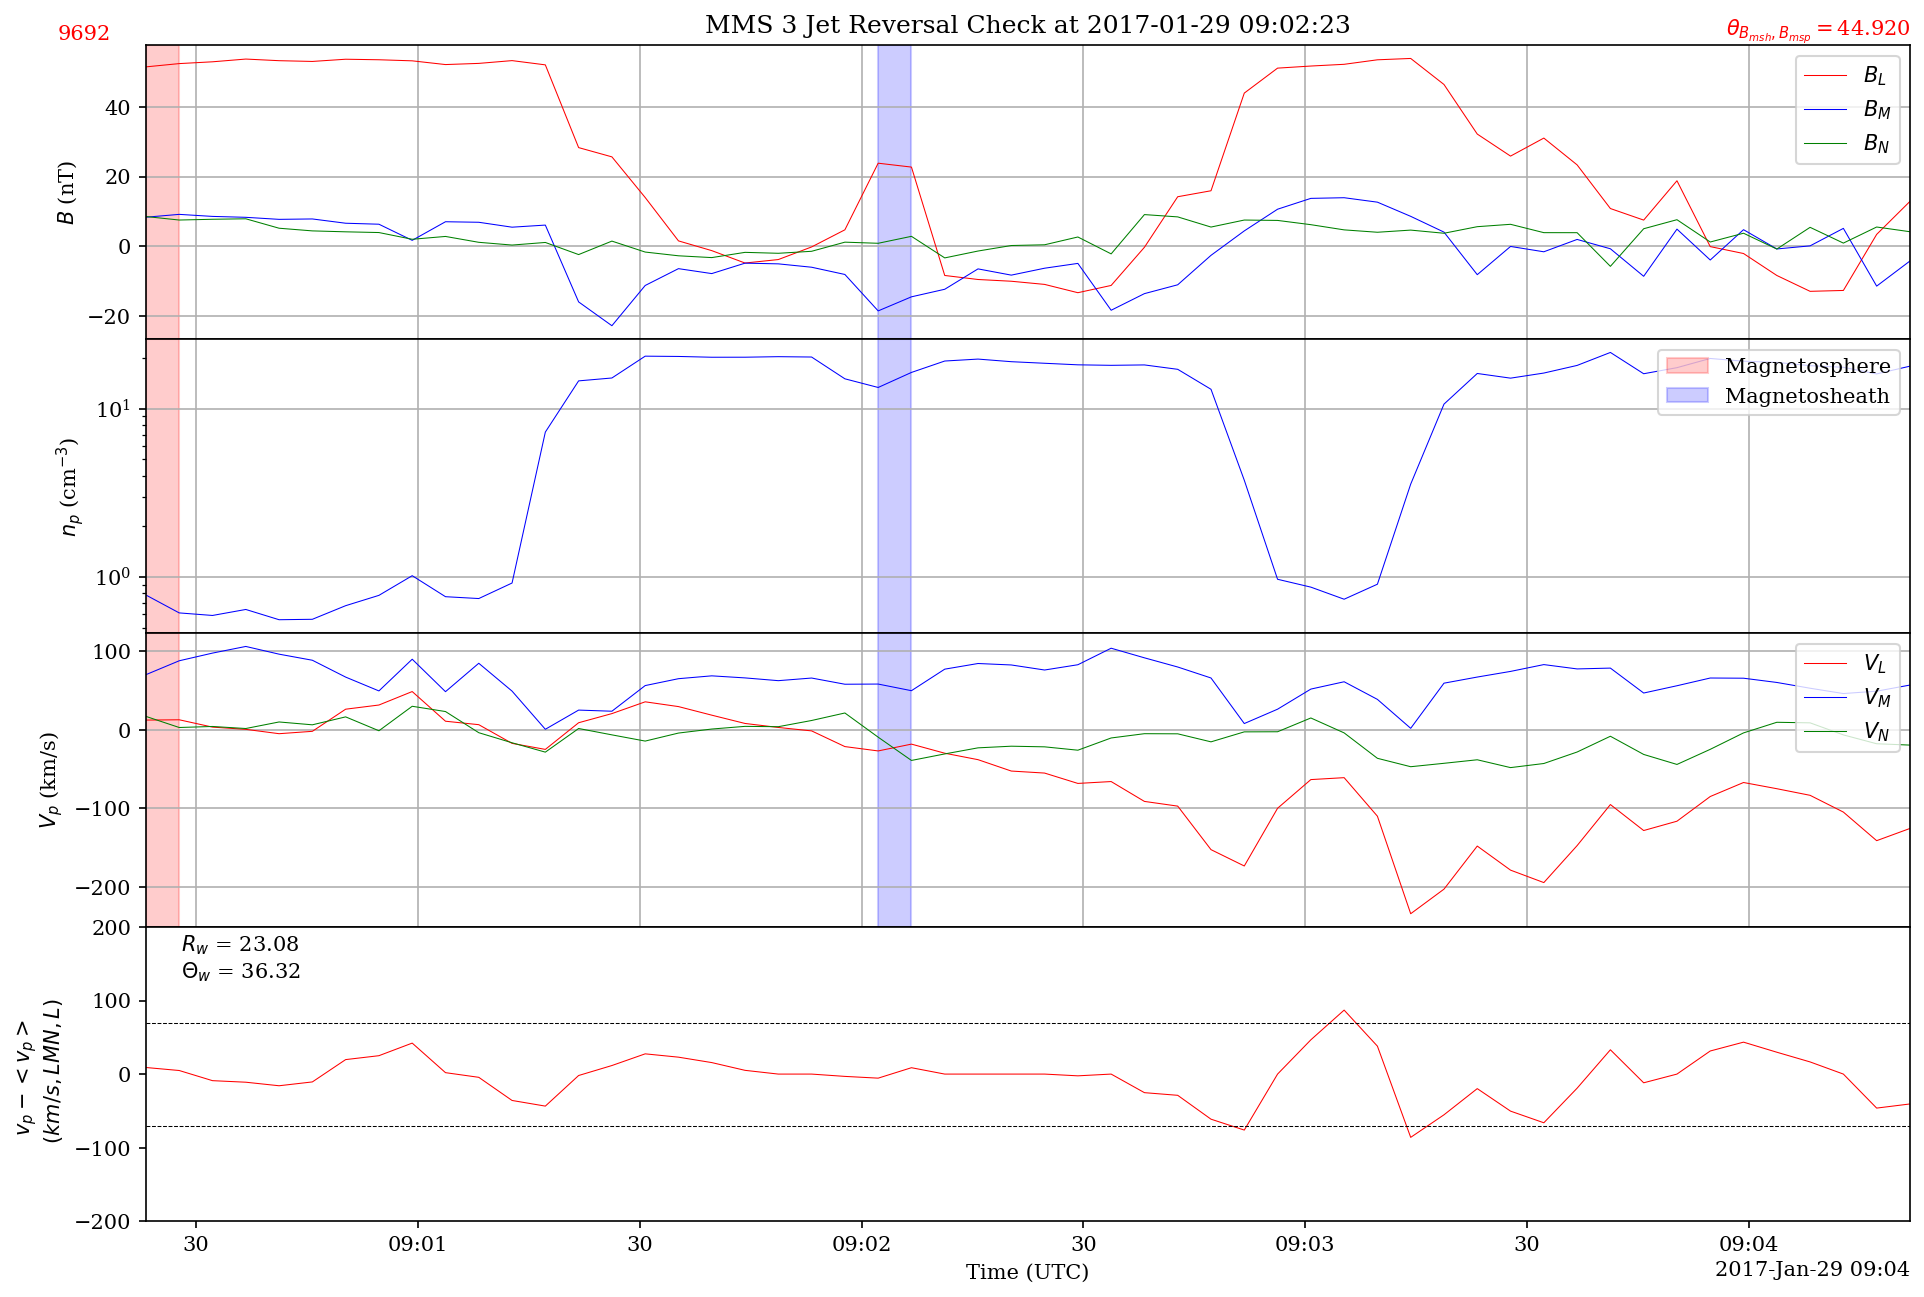 9692
MMS 3 Jet Reversal Check at 2017-01-29 09:02:23
θ_{B_{msh}, B_{msp}} = 44.920
B (nT)
40
20
0
−20
B_L
B_M
B_N
n_p (cm^{−3})
10^1
10^0
Magnetosphere
Magnetosheath
V_p (km/s)
100
0
−100
−200
V_L
V_M
V_N
v_p − < v_p >
(km/s, LMN, L)
200
100
0
−100
−200
R_w = 23.08
Θ_w = 36.32
30
09:01
30
09:02
30
09:03
30
09:04
Time (UTC)
2017-Jan-29 09:04